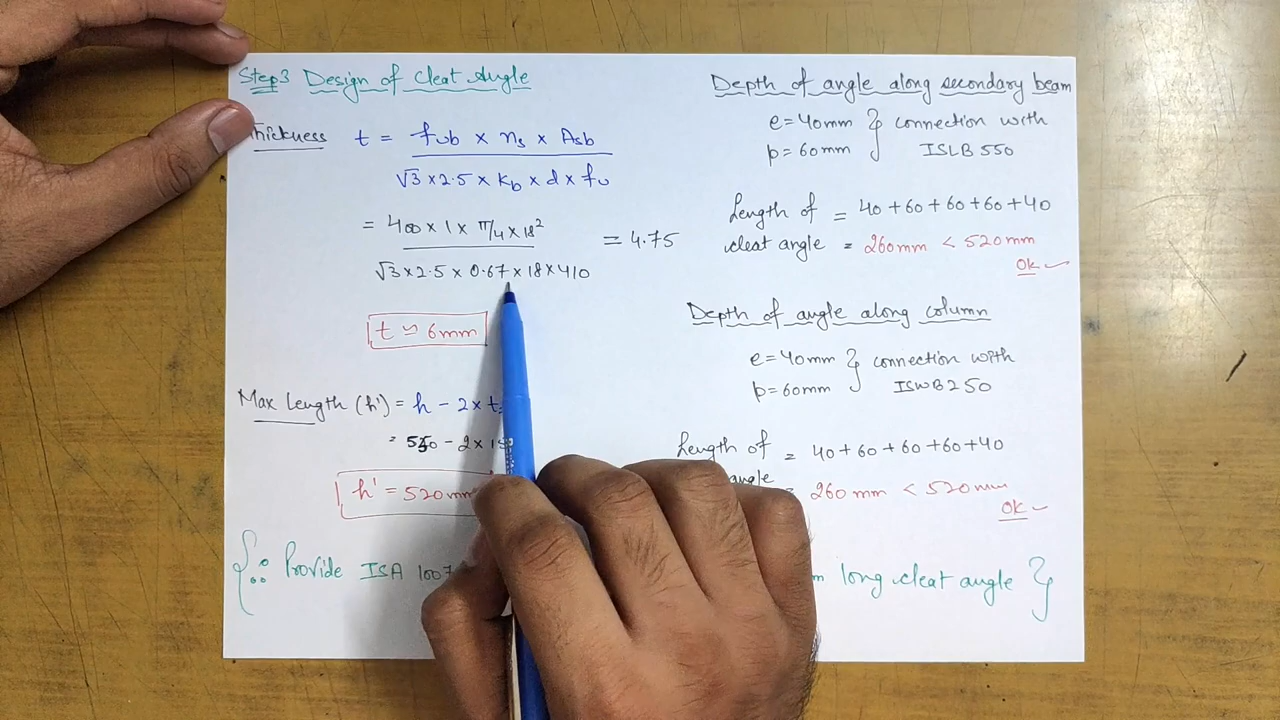 Step3 Design of Cleat Angle
Thickness t = fub × ns × Asb
√3 × 2.5 × kb × d × fu
= 400 × 1 × π/4 × 18² = 4.75
√3 × 2.5 × 0.67 × 18 × 410
t ≃ 6mm
Max Length (h') = h - 2 ×
= 550 - 2 ×
h' = 520mm
∴ Provide ISA
long cleat angle }
Depth of angle along secondary beam
e = 40mm } connection with
p = 60mm ISLB 550
Length of = 40 + 60 + 60 + 60 + 40
cleat angle = 260mm < 520mm
Ok ✓
Depth of angle along column
e = 40mm } connection with
p = 60mm ISWB 250
Length of = 40 + 60 + 60 + 60 + 40
angle = 260 mm < 520 mm
Ok ✓